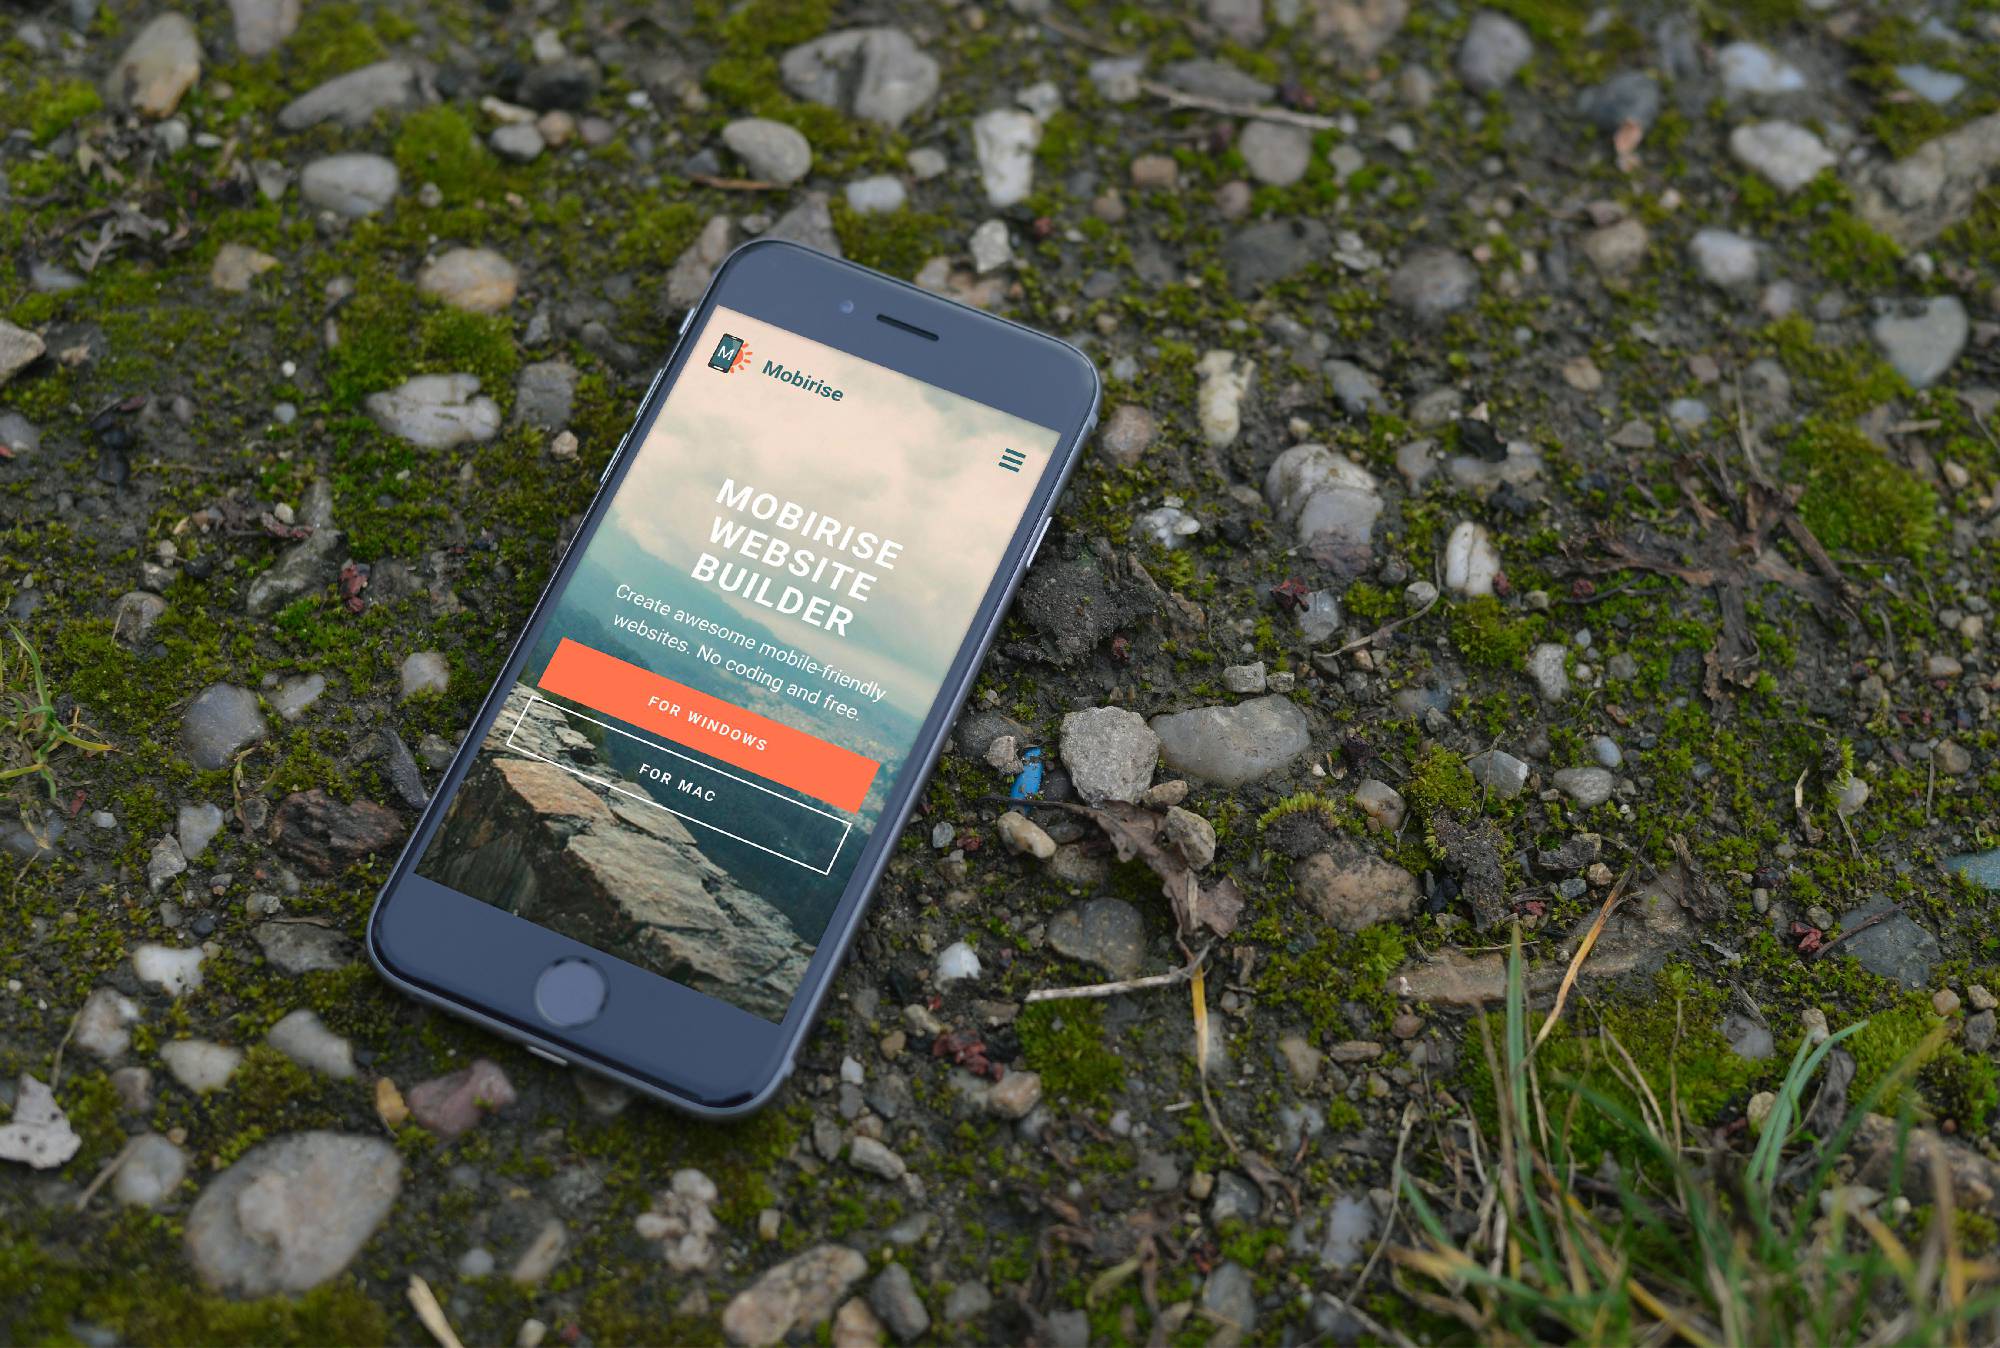 M
Mobirise
MOBIRISE
WEBSITE
BUILDER
Create awesome mobile-friendly
websites. No coding and free.
FOR WINDOWS
FOR MAC